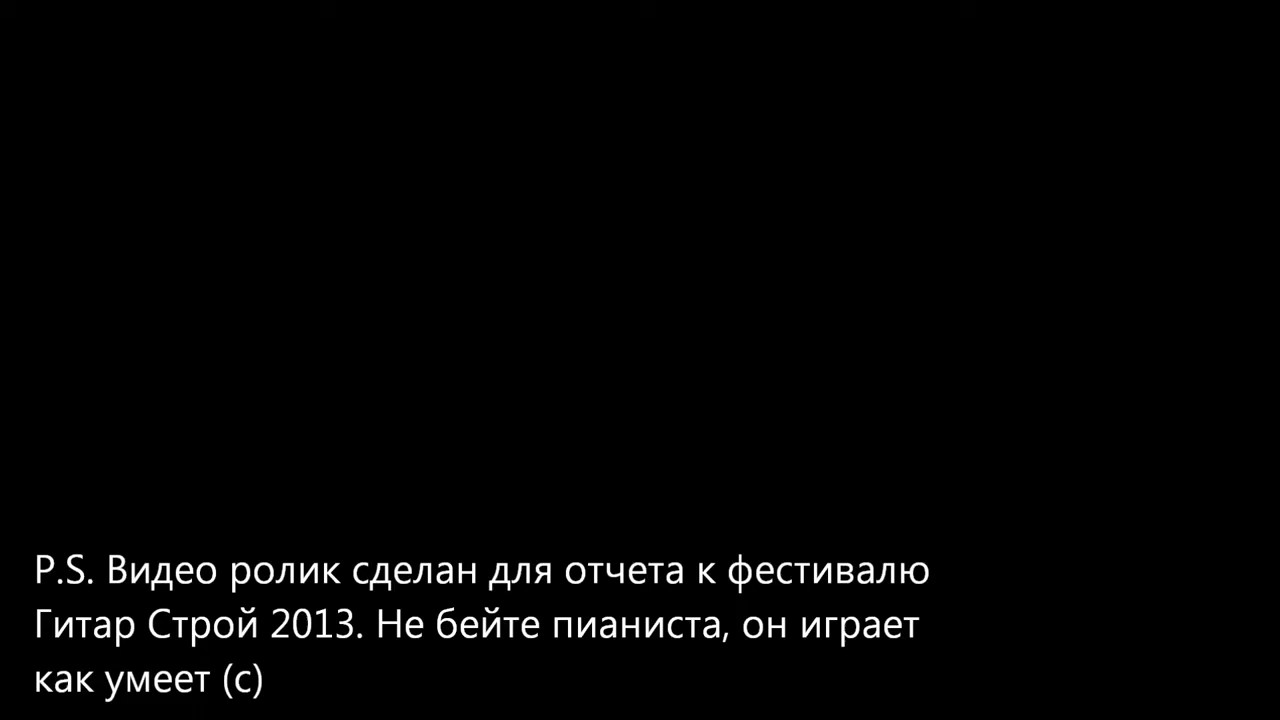 P.S. Видео ролик сделан для отчета к фестивалю
Гитар Строй 2013. Не бейте пианиста, он играет
как умеет (с)